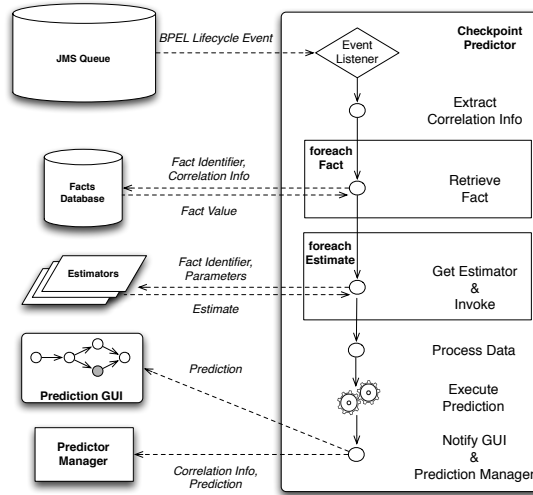 BPEL Lifecycle Event
JMS Queue
Event
Listener
Checkpoint
Predictor
Extract
Correlation Info
foreach
Fact
Fact Identifier,
Correlation Info
Facts
Database
Fact Value
Retrieve
Fact
foreach
Estimate
Estimators
Fact Identifier,
Parameters
Estimate
Get Estimator
&
Invoke
Process Data
Prediction
Prediction GUI
Execute
Prediction
Predictor
Manager
Correlation Info,
Prediction
Notify GUI
&
Prediction Manager